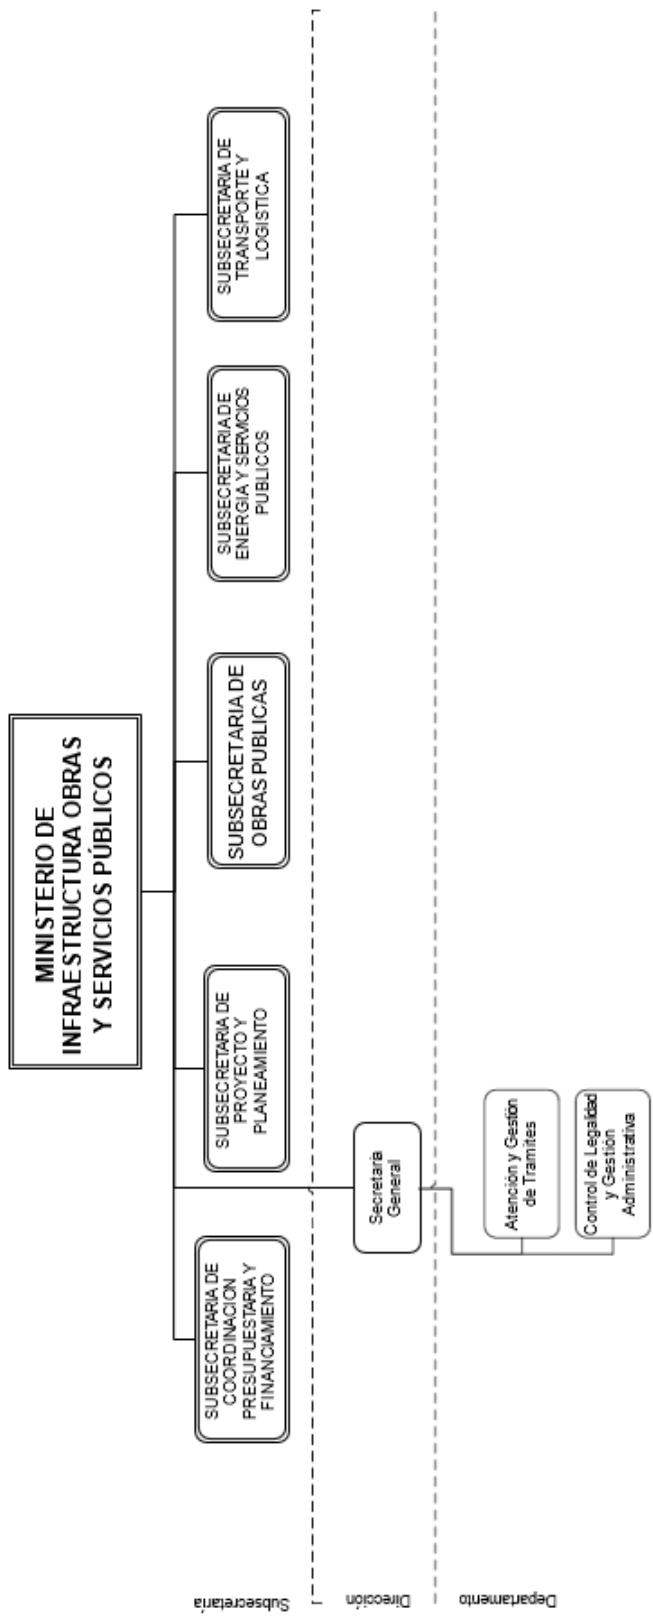 MINISTERIO DE
INFRAESTRUCTURA OBRAS
Y SERVICIOS PÚBLICOS
SUBSECRETARIA DE
COORDINACION
PRESUPUESTARIA Y
FINANCIAMIENTO
SUBSECRETARIA DE
PROYECTO Y
PLANEAMIENTO
SUBSECRETARIA DE
OBRAS PUBLICAS
SUBSECRETARIA DE
ENERGIA Y SERVICIOS
PUBLICOS
SUBSECRETARIA DE
TRANSPORTE Y
LOGISTICA
Subsecretaría
Secretaría
General
Dirección
Atención y Gestión
de Tramites
Control de Legalidad
y Gestión
Administrativa
Departamento